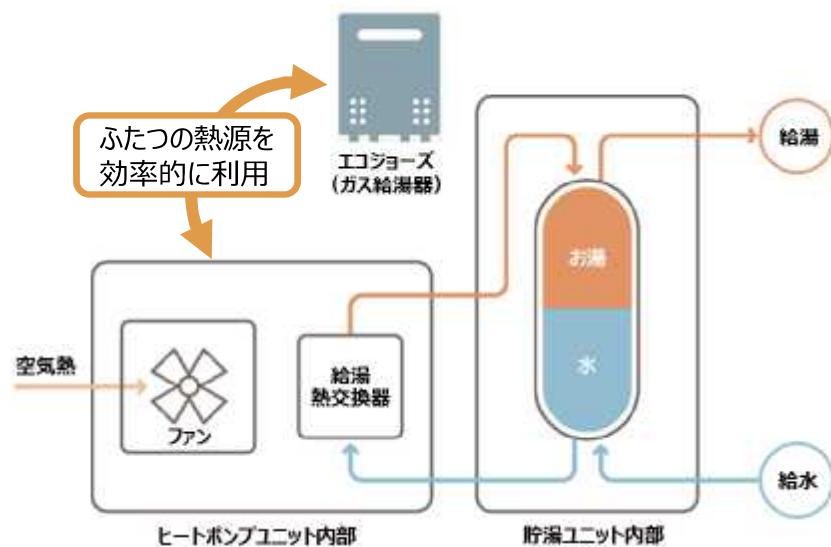 ふたつの熱源を
効率的に利用
エコジョーズ
(ガス給湯器)
給湯
お湯
水
空気熱
ファン
給湯
熱交換器
給水
ヒートポンプユニット内部
貯湯ユニット内部